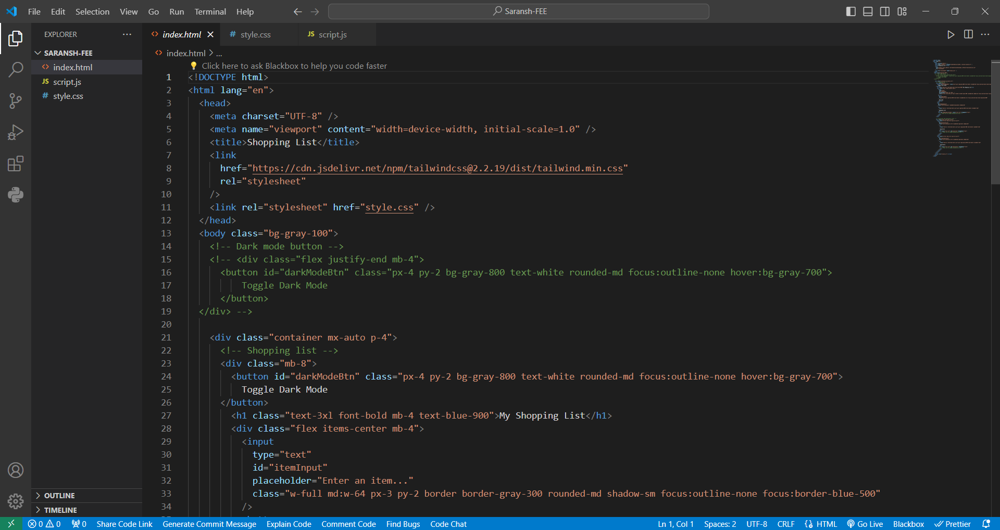 File Edit Selection View Go Run Terminal Help
Saransh-FEE
EXPLORER
SARANSH-FEE
<> index.html
JS script.js
# style.css
OUTLINE
TIMELINE
<> index.html
# style.css
JS script.js
<> index.html > ...
Click here to ask Blackbox to help you code faster
1 <!DOCTYPE html>
2 <html lang="en">
3 <head>
4 <meta charset="UTF-8" />
5 <meta name="viewport" content="width=device-width, initial-scale=1.0" />
6 <title>Shopping List</title>
7 <link
8 href="https://cdn.jsdelivr.net/npm/tailwindcss@2.2.19/dist/tailwind.min.css"
9 rel="stylesheet"
10 />
11 <link rel="stylesheet" href="style.css" />
12 </head>
13 <body class="bg-gray-100">
14 <!-- Dark mode button -->
15 <!-- <div class="flex justify-end mb-4">
16 <button id="darkModeBtn" class="px-4 py-2 bg-gray-800 text-white rounded-md focus:outline-none hover:bg-gray-700">
17 Toggle Dark Mode
18 </button>
19 </div> -->
20
21 <div class="container mx-auto p-4">
22 <!-- Shopping list -->
23 <div class="mb-8">
24 <button id="darkModeBtn" class="px-4 py-2 bg-gray-800 text-white rounded-md focus:outline-none hover:bg-gray-700">
25 Toggle Dark Mode
26 </button>
27 <h1 class="text-3xl font-bold mb-4 text-blue-900">My Shopping List</h1>
28 <div class="flex items-center mb-4">
29 <input
30 type="text"
31 id="itemInput"
32 placeholder="Enter an item..."
33 class="w-full md:w-64 px-3 py-2 border border-gray-300 rounded-md shadow-sm focus:outline-none focus:border-blue-500"
34 />
0 0 0 Share Code Link Generate Commit Message Explain Code Comment Code Find Bugs Code Chat Ln 1, Col 1 Spaces: 2 UTF-8 CRLF HTML Go Live Blackbox Prettier